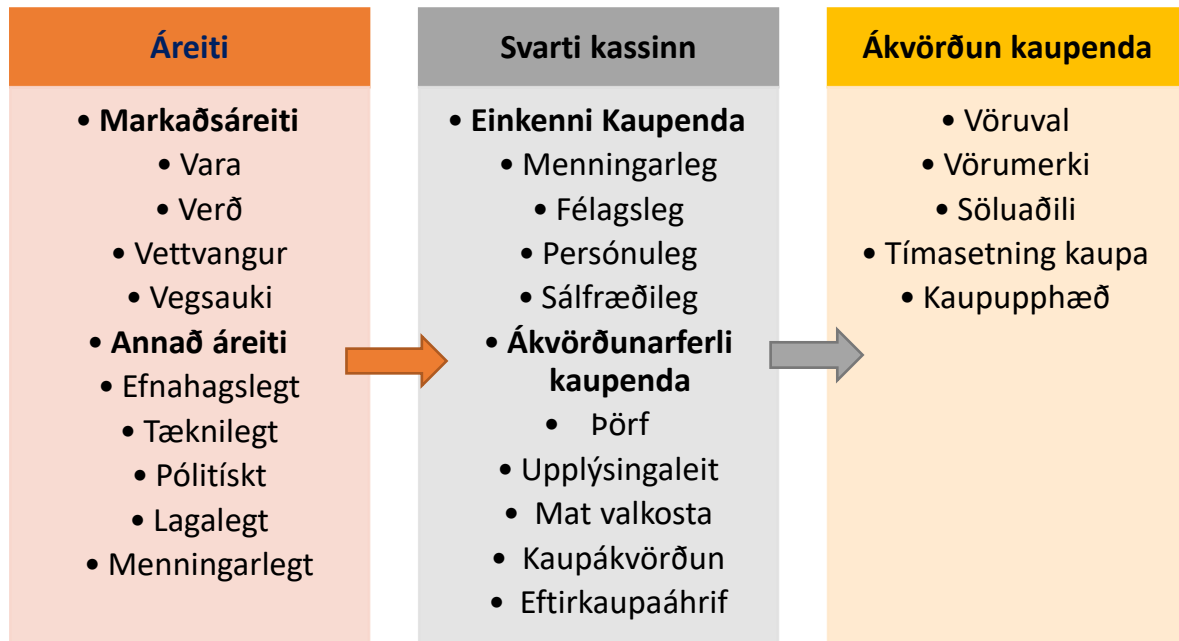 Áreiti
• Markaðsáreiti
• Vara
• Verð
• Vettvangur
• Vegsauki
• Annað áreiti
• Efnahagslegt
• Tæknilegt
• Pólitískt
• Lagalegt
• Menningarlegt
Svarti kassinn
• Einkenni Kaupenda
• Menningarleg
• Félagsleg
• Persónuleg
• Sálfræðileg
• Ákvörðunarferli
kaupenda
• Þörf
• Upplýsingaleit
• Mat valkosta
• Kaupákvörðun
• Eftirkaupaáhrif
Ákvörðun kaupenda
• Vöruval
• Vörumerki
• Söluaðili
• Tímasetning kaupa
• Kaupupphæð